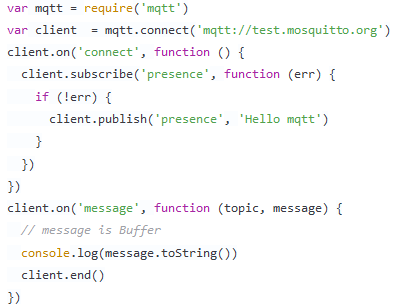 var mqtt = require('mqtt')
var client  = mqtt.connect('mqtt://test.mosquitto.org')
client.on('connect', function () {
  client.subscribe('presence', function (err) {
    if (!err) {
      client.publish('presence', 'Hello mqtt')
    }
  })
})
client.on('message', function (topic, message) {
  // message is Buffer
  console.log(message.toString())
  client.end()
})